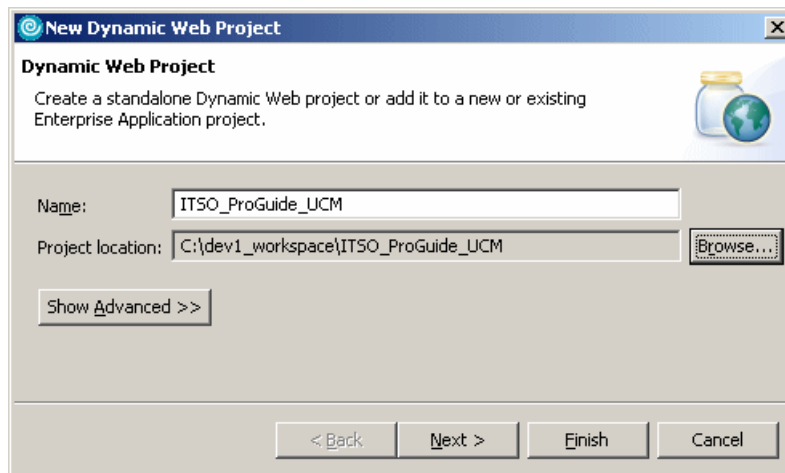 New Dynamic Web Project
Dynamic Web Project
Create a standalone Dynamic Web project or add it to a new or existing
Enterprise Application project.
Name: ITSO_ProGuide_UCM
Project location: C:\dev1_workspace\ITSO_ProGuide_UCM Browse...
Show Advanced >>
< Back Next > Finish Cancel